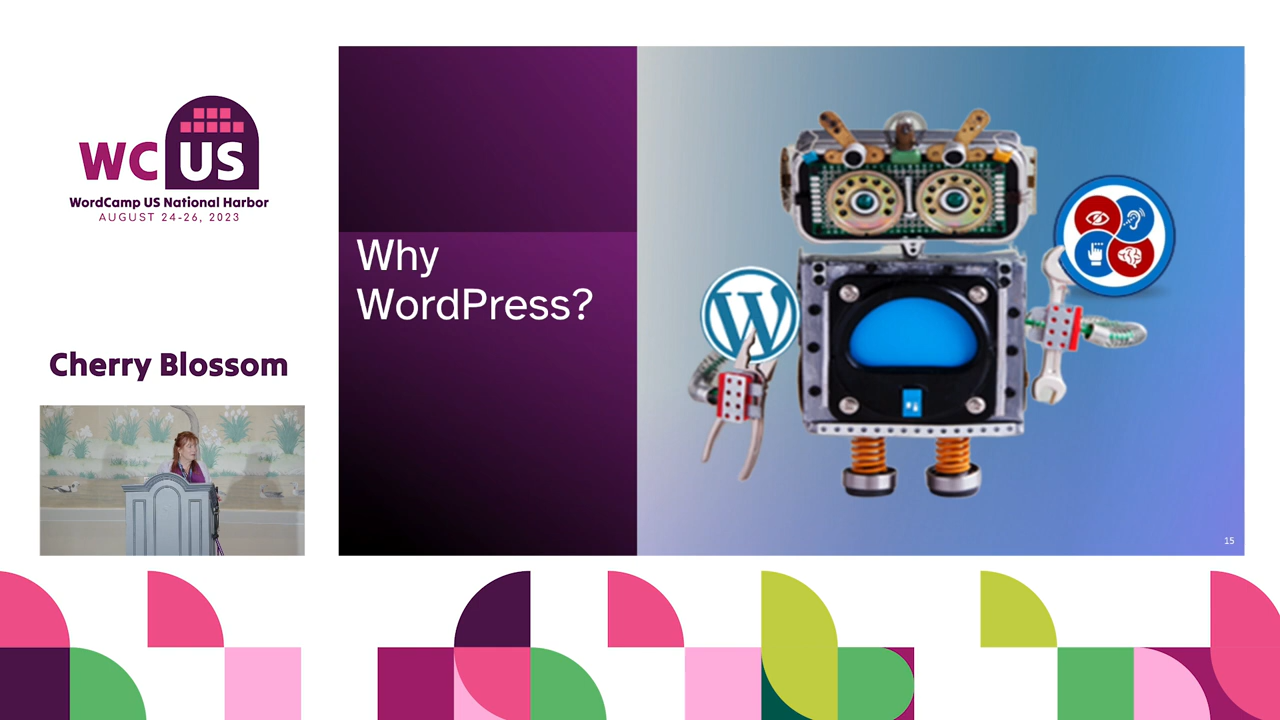 WC US
WordCamp US National Harbor
AUGUST 24-26, 2023
Cherry Blossom
Why
WordPress?
W
15